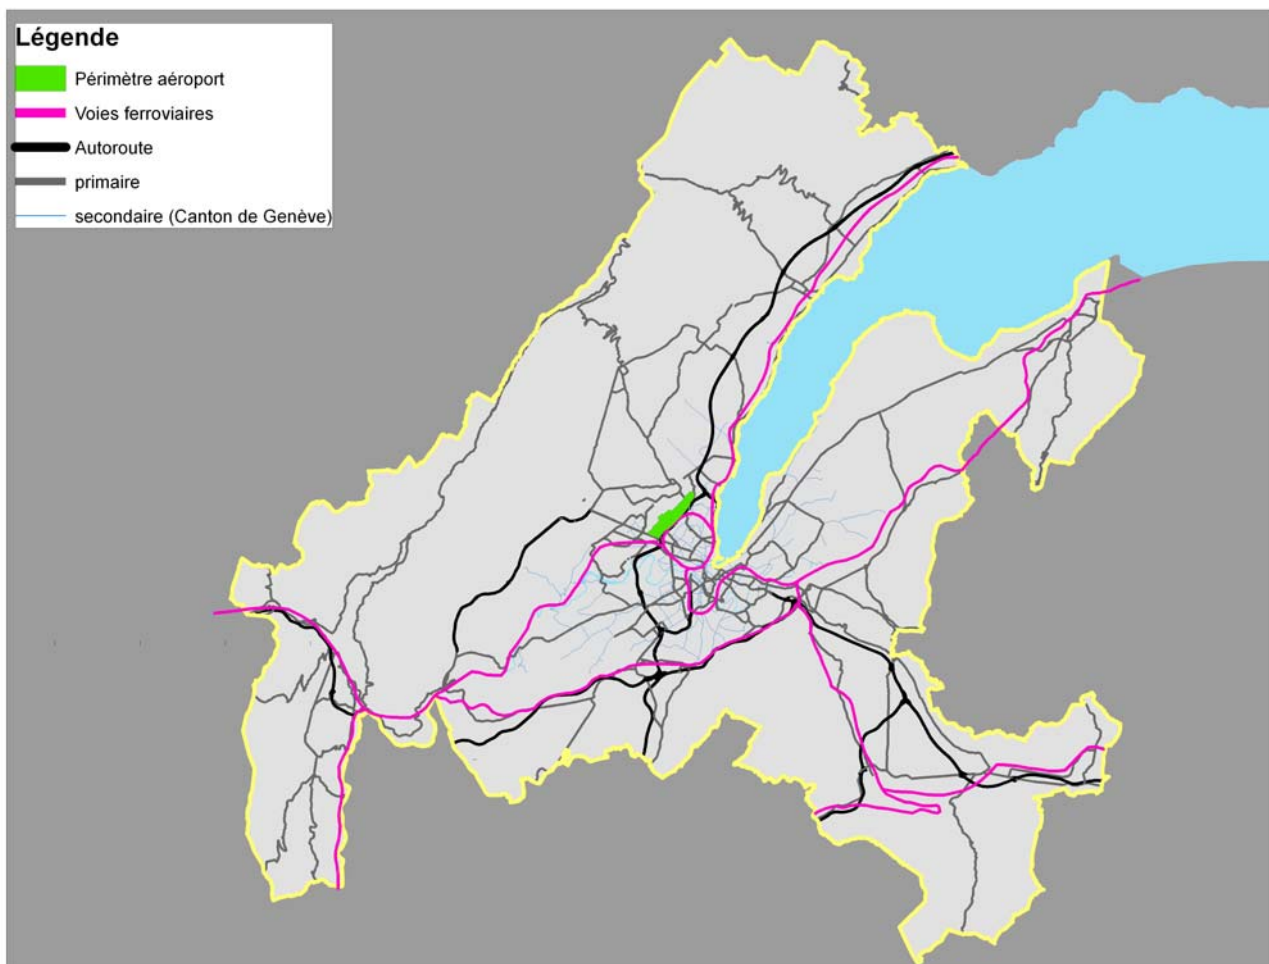 Légende
Périmètre aéroport
Voies ferroviaires
Autoroute
primaire
secondaire (Canton de Genève)